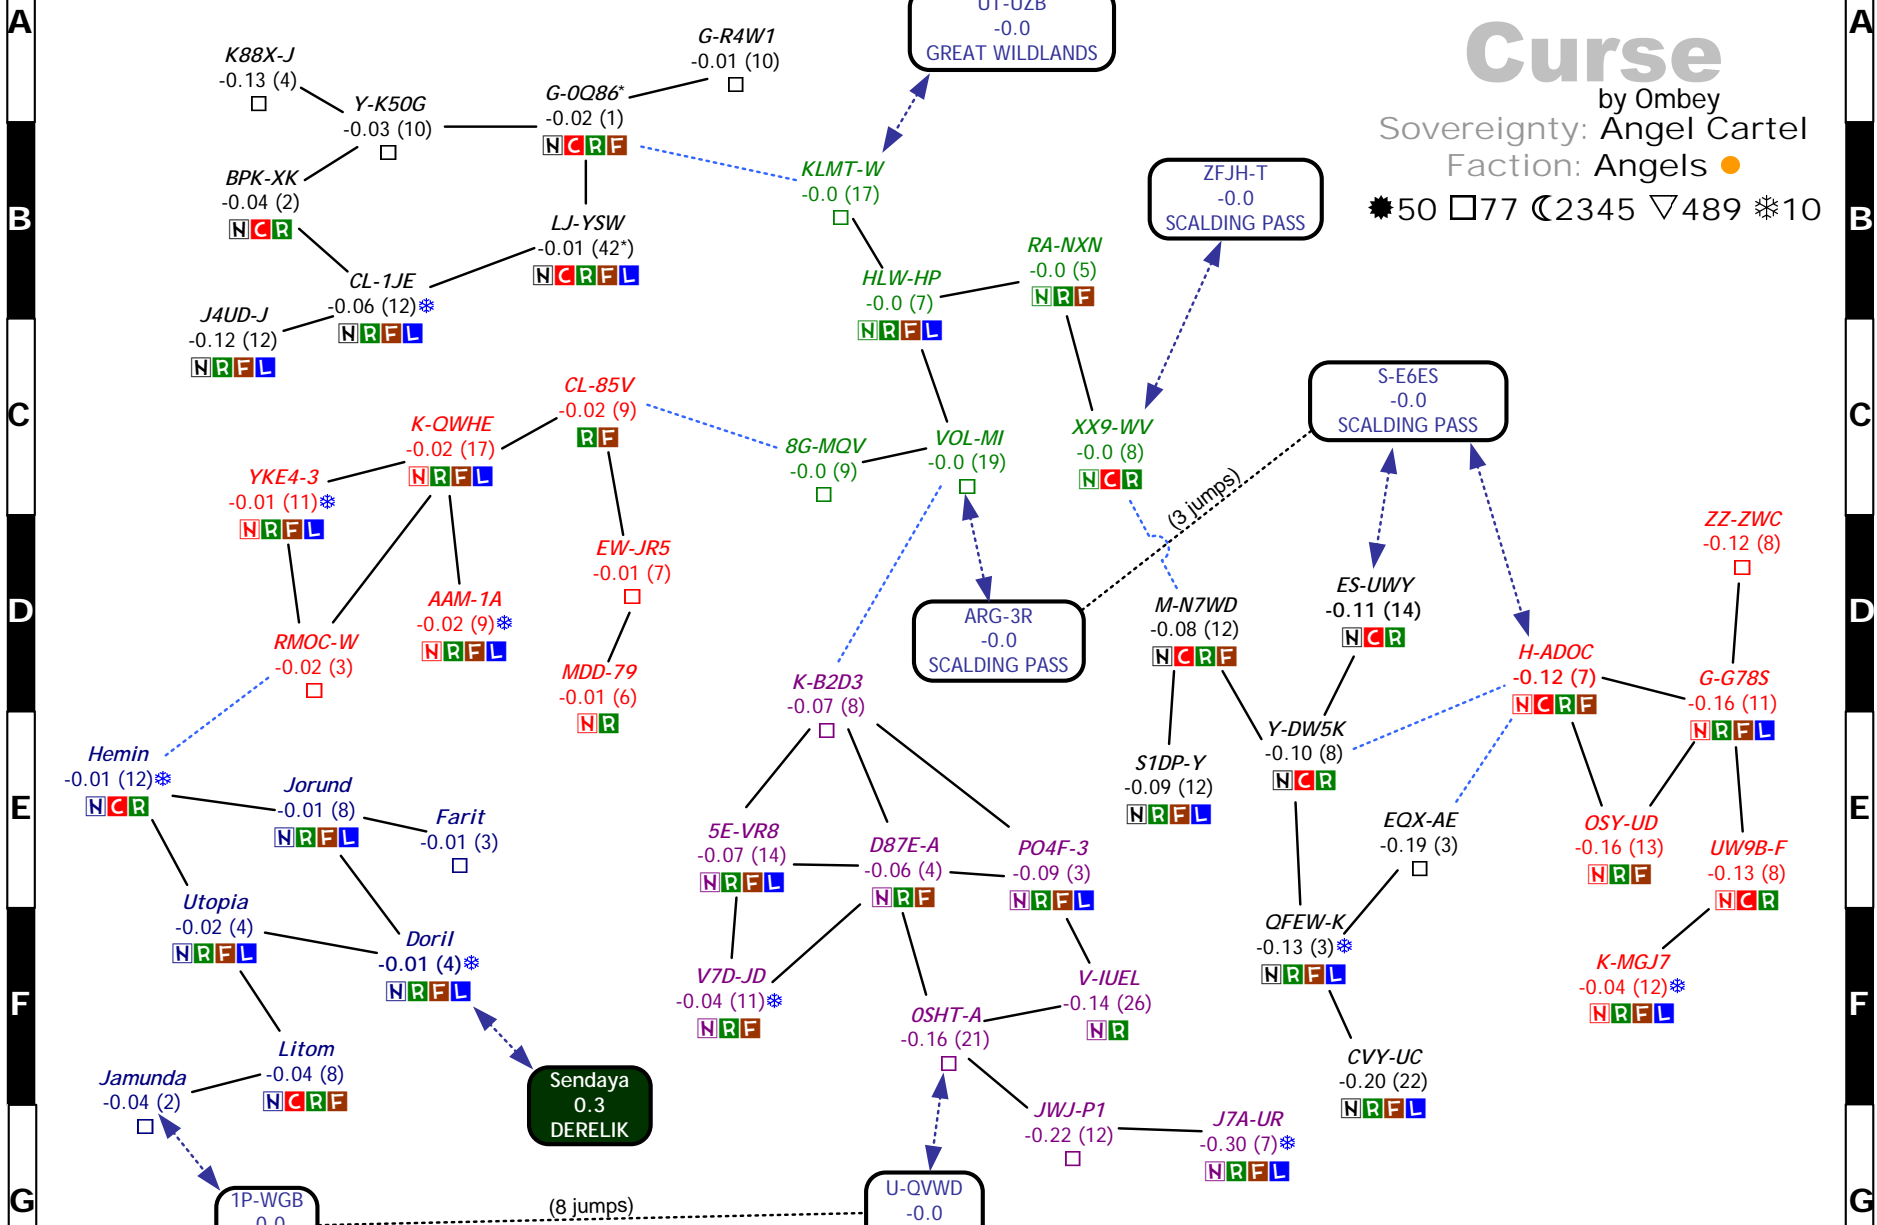 A
A
UT-UZB
-0.0
GREAT WILDLANDS
Curse
by Ombey
Sovereignty: Angel Cartel
Faction: Angels
50 77 2345 489 10
K88X-J
-0.13 (4)
G-R4W1
-0.01 (10)
Y-K50G
-0.03 (10)
G-0Q86*
-0.02 (1)
N C R F
B
B
KLMT-W
-0.0 (17)
ZFJH-T
-0.0
SCALDING PASS
BPK-XK
-0.04 (2)
N C R
LJ-YSW
-0.01 (42*)
N C R F L
RA-NXN
-0.0 (5)
N R F
CL-1JE
-0.06 (12)
N R F L
HLW-HP
-0.0 (7)
N R F L
J4UD-J
-0.12 (12)
N R F L
C
C
CL-85V
-0.02 (9)
R F
S-E6ES
-0.0
SCALDING PASS
K-QWHE
-0.02 (17)
N R F L
8G-MQV
-0.0 (9)
VOL-MI
-0.0 (19)
XX9-WV
-0.0 (8)
N C R
YKE4-3
-0.01 (11)
N R F L
(3 jumps)
ZZ-ZWC
-0.12 (8)
D
D
EW-JR5
-0.01 (7)
AAM-1A
-0.02 (9)
N R F L
ARG-3R
-0.0
SCALDING PASS
M-N7WD
-0.08 (12)
N C R F
ES-UWY
-0.11 (14)
N C R
RMOC-W
-0.02 (3)
MDD-79
-0.01 (6)
N R
K-B2D3
-0.07 (8)
H-ADOC
-0.12 (7)
N C R F
G-G78S
-0.16 (11)
N R F L
E
E
Hemin
-0.01 (12)
N C R
Jorund
-0.01 (8)
N R F L
Farit
-0.01 (3)
S1DP-Y
-0.09 (12)
N R F L
Y-DW5K
-0.10 (8)
N C R
EQX-AE
-0.19 (3)
OSY-UD
-0.16 (13)
N R F
UW9B-F
-0.13 (8)
N C R
5E-VR8
-0.07 (14)
N R F L
D87E-A
-0.06 (4)
N R F
PO4F-3
-0.09 (3)
N R F L
Utopia
-0.02 (4)
N R F L
Doril
-0.01 (4)
N R F L
QFEW-K
-0.13 (3)
N R F L
F
F
V7D-JD
-0.04 (11)
N R F
0SHT-A
-0.16 (21)
V-IUEL
-0.14 (26)
N R
K-MGJ7
-0.04 (12)
N R F L
Litom
-0.04 (8)
N C R F
Jamunda
-0.04 (2)
Sendaya
0.3
DERELIK
CVY-UC
-0.20 (22)
N R F L
JWJ-P1
-0.22 (12)
J7A-UR
-0.30 (7)
N R F L
G
G
1P-WGB
0.0
(8 jumps)
U-QVWD
-0.0